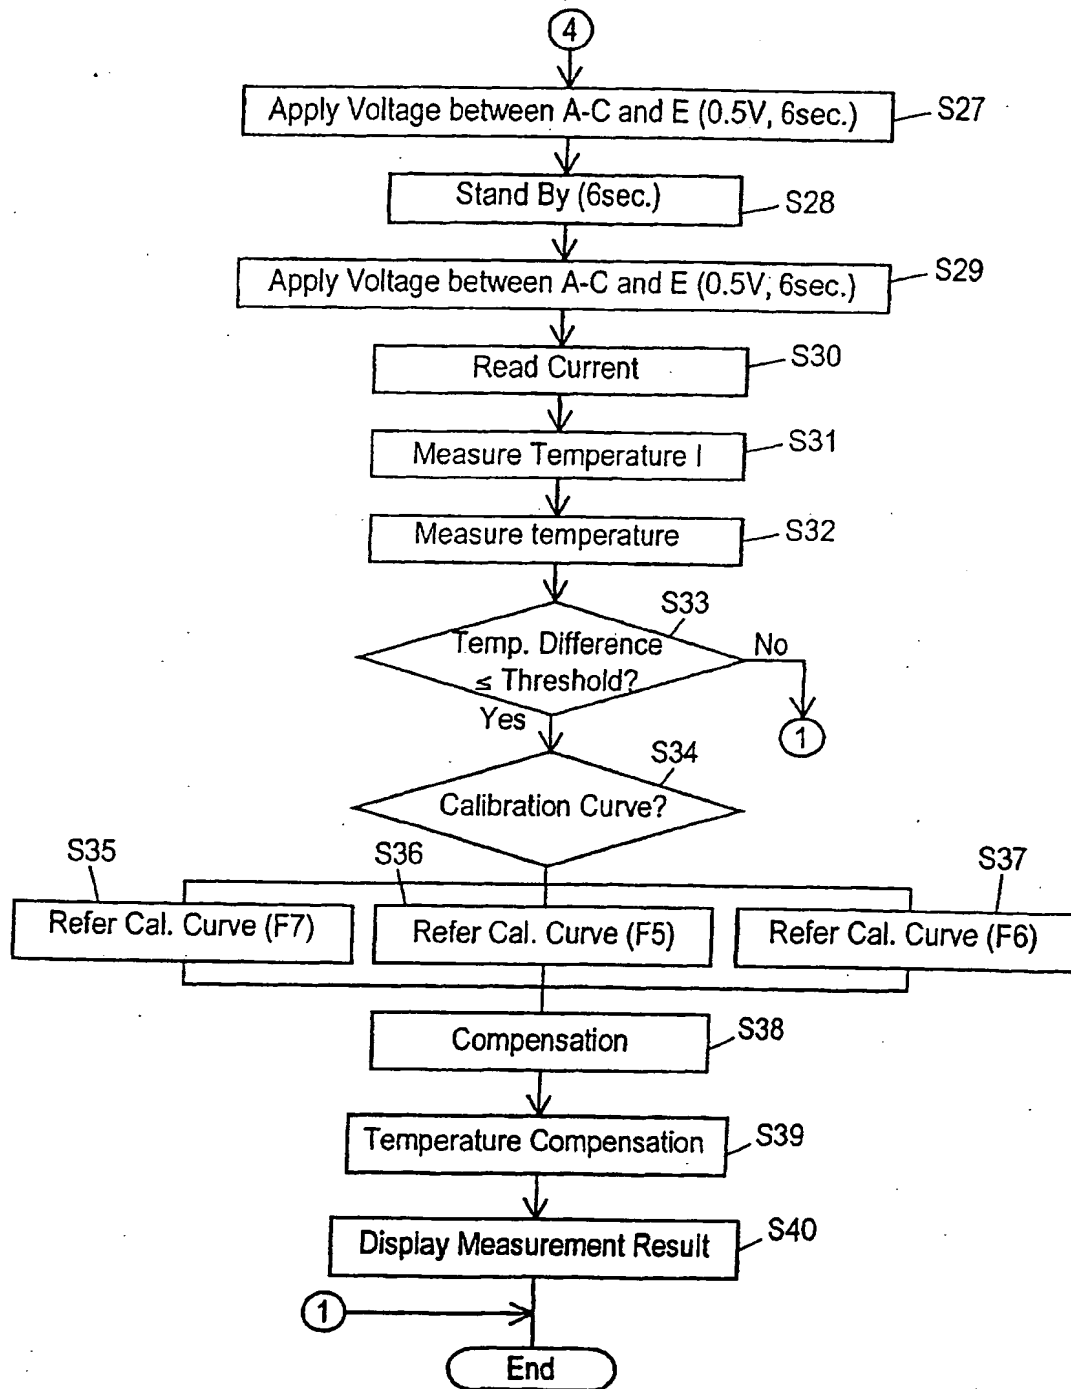 4
Apply Voltage between A-C and E (0.5V, 6sec.)
S27
Stand By (6sec.)
S28
Apply Voltage between A-C and E (0.5V, 6sec.)
S29
Read Current
S30
Measure Temperature I
S31
Measure temperature
S32
S33
Temp. Difference
≤ Threshold?
No
Yes
1
S34
Calibration Curve?
S35
S36
S37
Refer Cal. Curve (F7)
Refer Cal. Curve (F5)
Refer Cal. Curve (F6)
Compensation
S38
Temperature Compensation
S39
Display Measurement Result
S40
1
End